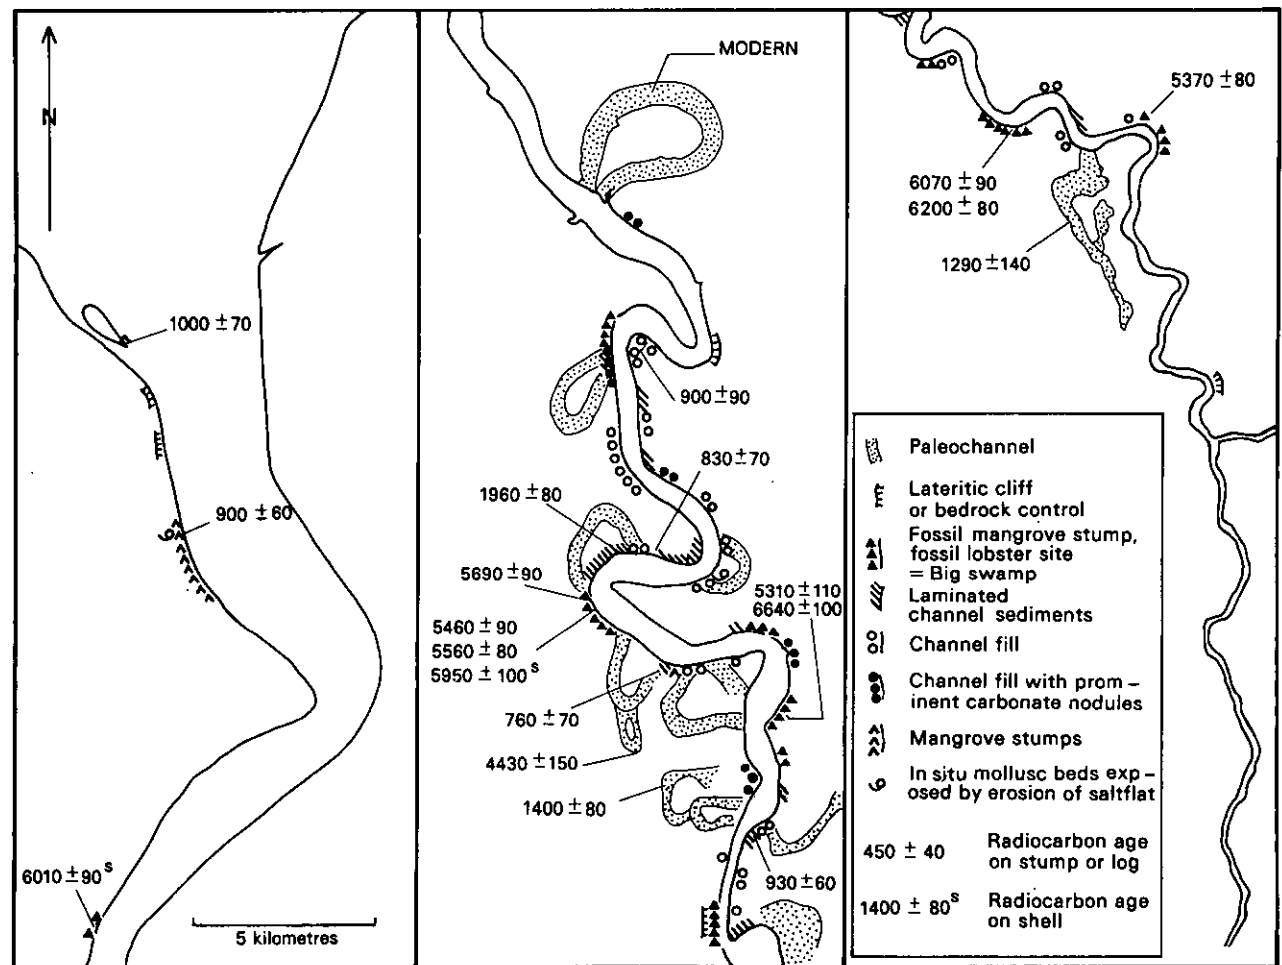 N
1000 ± 70
900 ± 60
6010 ± 90 s
5 kilometres
MODERN
900 ± 90
830 ± 70
1960 ± 80
5690 ± 90
5310 ± 110
6640 ± 100
5460 ± 90
5560 ± 80
5950 ± 100 s
760 ± 70
4430 ± 150
1400 ± 80
930 ± 60
5370 ± 80
6070 ± 90
6200 ± 80
1290 ± 140
Paleochannel
Lateritic cliff
or bedrock control
Fossil mangrove stump,
fossil lobster site
= Big swamp
Laminated
channel sediments
Channel fill
Channel fill with prom –
inent carbonate nodules
Mangrove stumps
In situ mollusc beds exp –
osed by erosion of saltflat
450 ± 40 Radiocarbon age
on stump or log
1400 ± 80 s Radiocarbon age
on shell